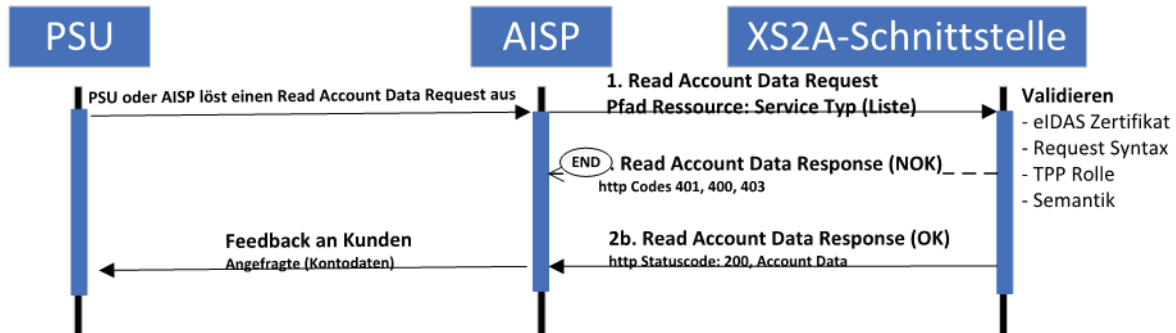 PSU
AISP
XS2A-Schnittstelle
PSU oder AISP löst einen Read Account Data Request aus
1. Read Account Data Request
Pfad Ressource: Service Typ (Liste)
Validieren
- eIDAS Zertifikat
- Request Syntax
- TPP Rolle
- Semantik
END
. Read Account Data Response (NOK)
http Codes 401, 400, 403
Feedback an Kunden
Angefragte (Kontodaten)
2b. Read Account Data Response (OK)
http Statuscode: 200, Account Data